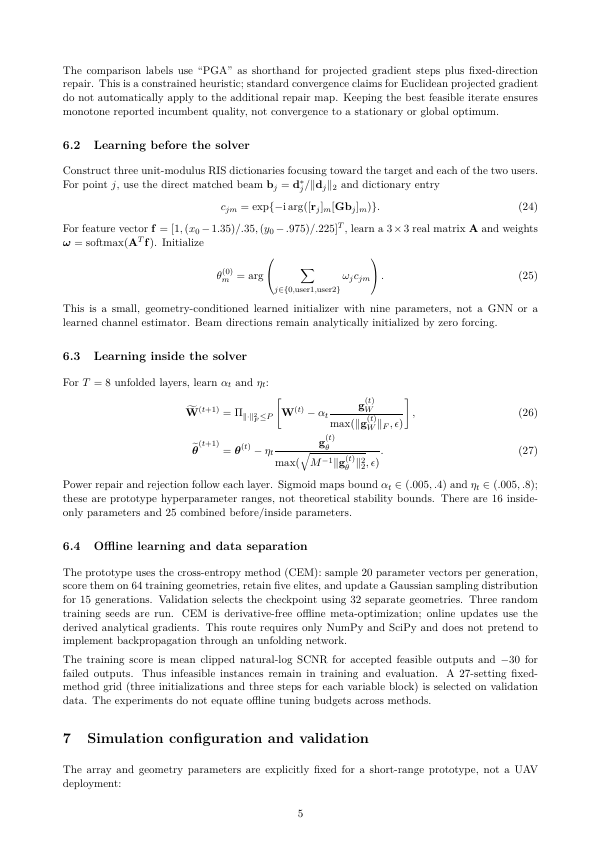 The comparison labels use “PGA” as shorthand for projected gradient steps plus fixed-direction
repair. This is a constrained heuristic; standard convergence claims for Euclidean projected gradient
do not automatically apply to the additional repair map. Keeping the best feasible iterate ensures
monotone reported incumbent quality, not convergence to a stationary or global optimum.
6.2 Learning before the solver
Construct three unit-modulus RIS dictionaries focusing toward the target and each of the two users.
For point j, use the direct matched beam b_j = d_j^*/‖d_j‖_2 and dictionary entry
c_{jm} = exp{−i arg([r_j]_m[Gb_j]_m)}. (24)
For feature vector f = [1, (x_0 − 1.35)/.35, (y_0 − .975)/.225]^T, learn a 3×3 real matrix A and weights
ω = softmax(A^T f). Initialize
θ_m^{(0)} = arg ( ∑_{j∈{0,user1,user2}} ω_j c_{jm} ). (25)
This is a small, geometry-conditioned learned initializer with nine parameters, not a GNN or a
learned channel estimator. Beam directions remain analytically initialized by zero forcing.
6.3 Learning inside the solver
For T = 8 unfolded layers, learn α_t and η_t:
W̃^{(t+1)} = Π_{‖·‖_F^2≤P} [ W^{(t)} − α_t g_W^{(t)} / max(‖g_W^{(t)}‖_F, ϵ) ], (26)
θ̃^{(t+1)} = θ^{(t)} − η_t g_θ^{(t)} / max(√(M^{−1}‖g_θ^{(t)}‖_2^2), ϵ). (27)
Power repair and rejection follow each layer. Sigmoid maps bound α_t ∈ (.005, .4) and η_t ∈ (.005, .8);
these are prototype hyperparameter ranges, not theoretical stability bounds. There are 16 inside-
only parameters and 25 combined before/inside parameters.
6.4 Offline learning and data separation
The prototype uses the cross-entropy method (CEM): sample 20 parameter vectors per generation,
score them on 64 training geometries, retain five elites, and update a Gaussian sampling distribution
for 15 generations. Validation selects the checkpoint using 32 separate geometries. Three random
training seeds are run. CEM is derivative-free offline meta-optimization; online updates use the
derived analytical gradients. This route requires only NumPy and SciPy and does not pretend to
implement backpropagation through an unfolding network.
The training score is mean clipped natural-log SCNR for accepted feasible outputs and −30 for
failed outputs. Thus infeasible instances remain in training and evaluation. A 27-setting fixed-
method grid (three initializations and three steps for each variable block) is selected on validation
data. The experiments do not equate offline tuning budgets across methods.
7 Simulation configuration and validation
The array and geometry parameters are explicitly fixed for a short-range prototype, not a UAV
deployment:
5